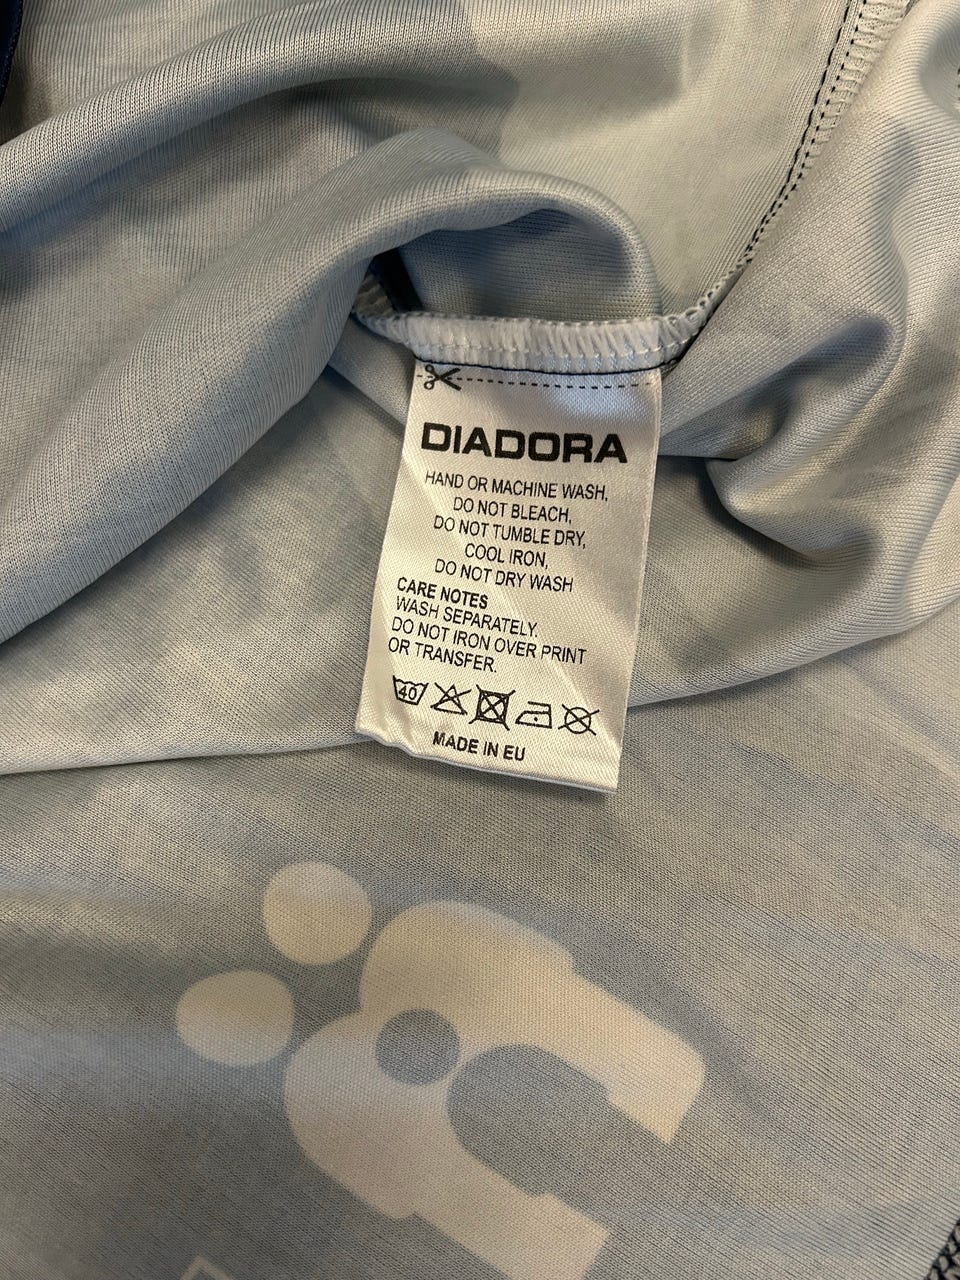 DIADORA
HAND OR MACHINE WASH,
DO NOT BLEACH,
DO NOT TUMBLE DRY,
COOL IRON,
DO NOT DRY WASH
CARE NOTES
WASH SEPARATELY.
DO NOT IRON OVER PRINT
OR TRANSFER.
40
MADE IN EU